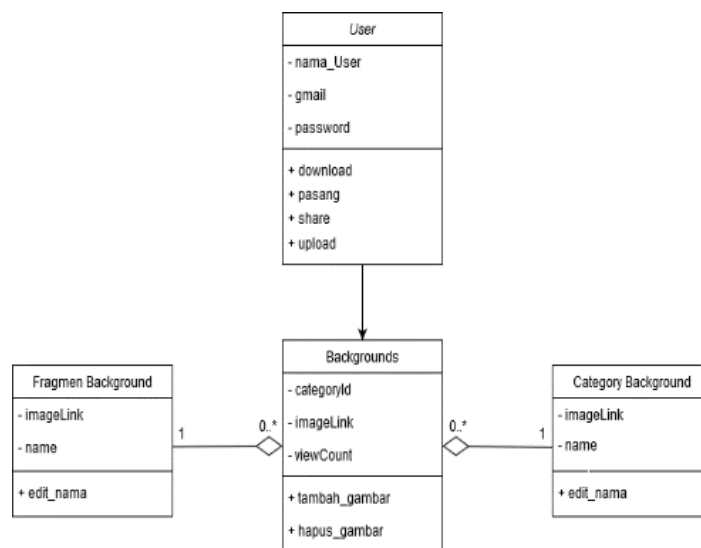 User
- nama_User
- gmail
- password
+ download
+ pasang
+ share
+ upload
Fragmen Background
- imageLink
- name
+ edit_nama
1
0..*
Backgrounds
- categoryId
- imageLink
- viewCount
+ tambah_gambar
+ hapus_gambar
0..*
1
Category Background
- imageLink
- name
+ edit_nama